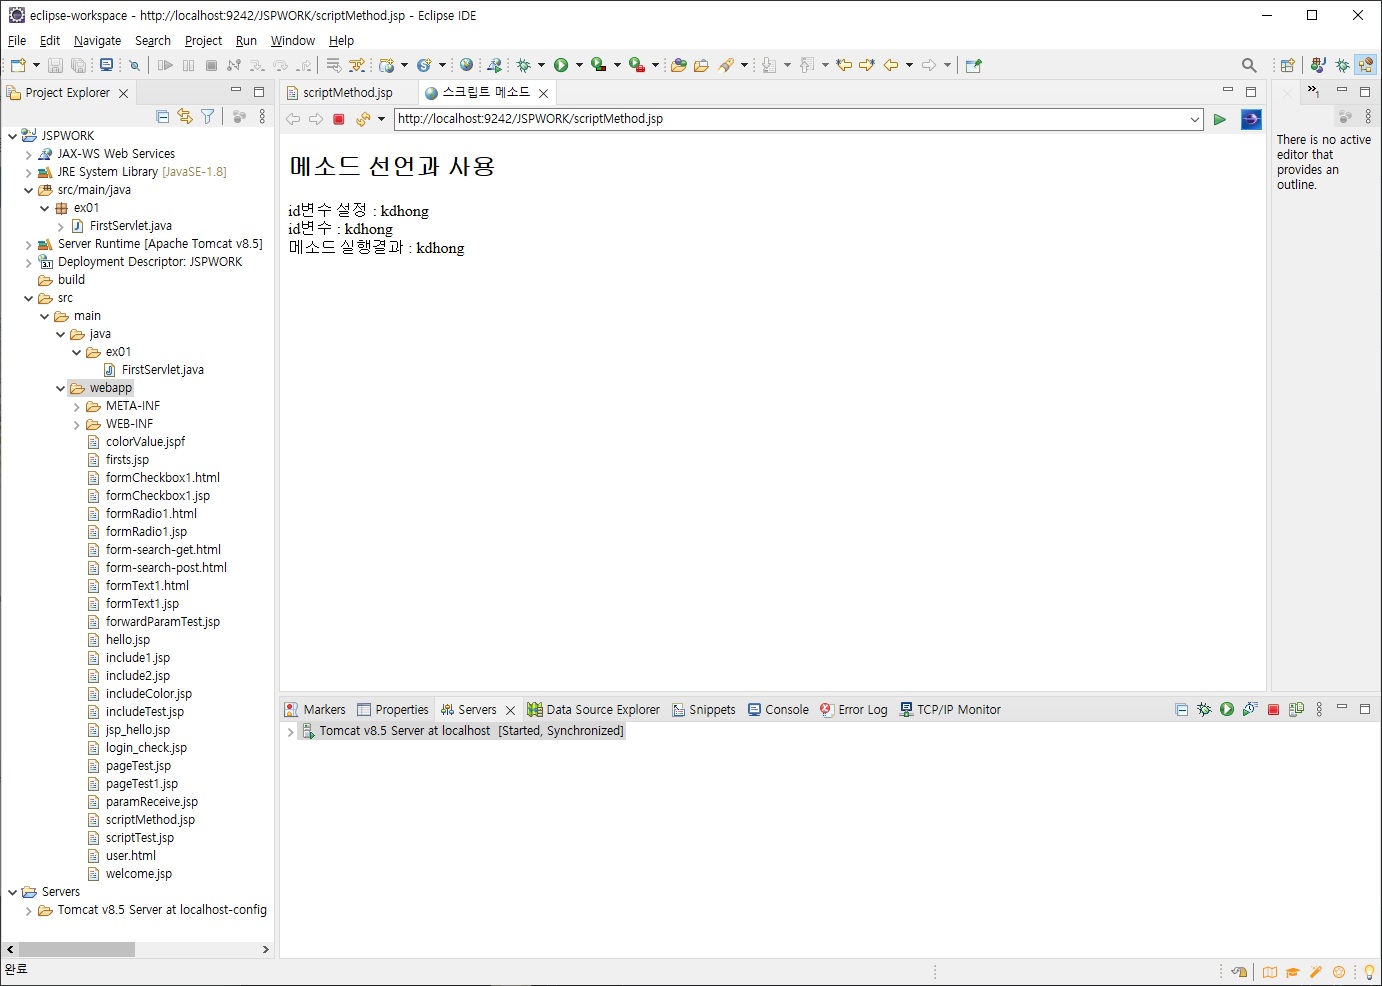 eclipse-workspace - http://localhost:9242/JSPWORK/scriptMethod.jsp - Eclipse IDE
File Edit Navigate Search Project Run Window Help
Project Explorer
JSPWORK
JAX-WS Web Services
JRE System Library [JavaSE-1.8]
src/main/java
ex01
FirstServlet.java
Server Runtime [Apache Tomcat v8.5]
Deployment Descriptor: JSPWORK
build
src
main
java
ex01
FirstServlet.java
webapp
META-INF
WEB-INF
colorValue.jspf
firsts.jsp
formCheckbox1.html
formCheckbox1.jsp
formRadio1.html
formRadio1.jsp
form-search-get.html
form-search-post.html
formText1.html
formText1.jsp
forwardParamTest.jsp
hello.jsp
include1.jsp
include2.jsp
includeColor.jsp
includeTest.jsp
jsp_hello.jsp
login_check.jsp
pageTest.jsp
pageTest1.jsp
paramReceive.jsp
scriptMethod.jsp
scriptTest.jsp
user.html
welcome.jsp
Servers
Tomcat v8.5 Server at localhost-config
scriptMethod.jsp 스크립트 메소드
http://localhost:9242/JSPWORK/scriptMethod.jsp
메소드 선언과 사용
id변수 설정 : kdhong
id변수 : kdhong
메소드 실행결과 : kdhong
»1
There is no active
editor that
provides an
outline.
Markers Properties Servers Data Source Explorer Snippets Console Error Log TCP/IP Monitor
Tomcat v8.5 Server at localhost [Started, Synchronized]
완료